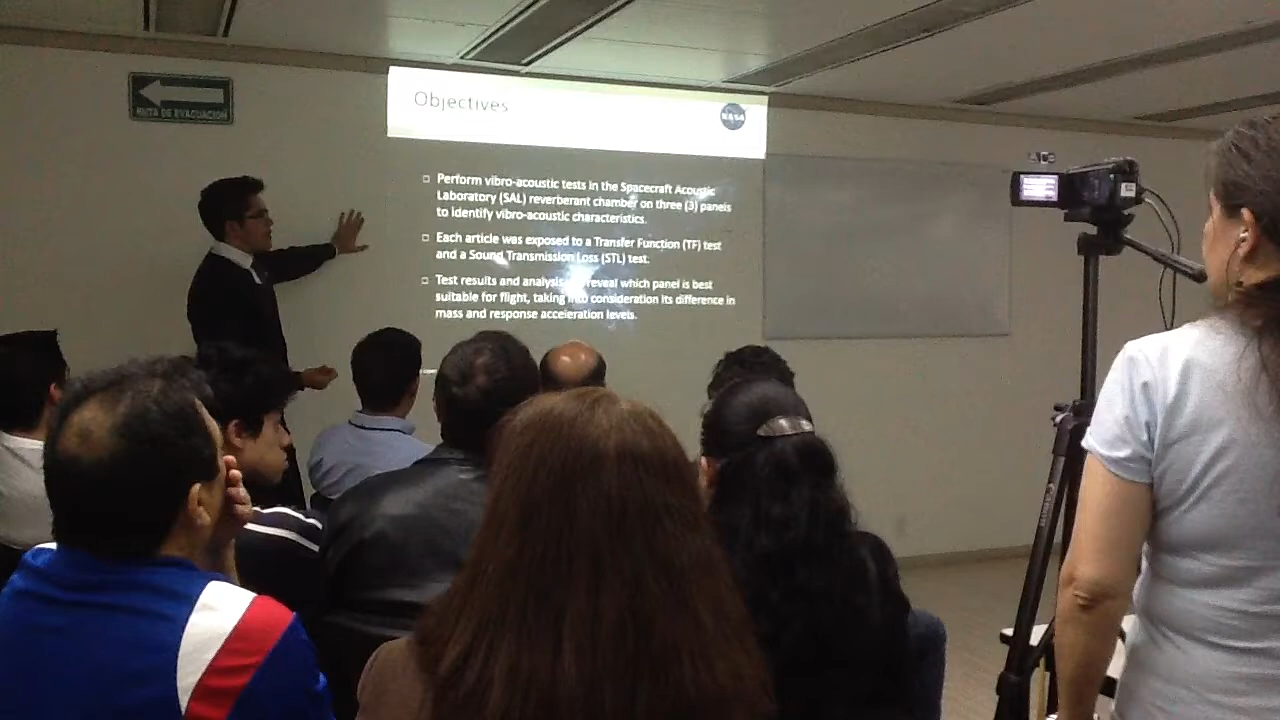 RUTA DE EVACUACIÓN
Objectives
NASA
Perform vibro-acoustic tests in the Spacecraft Acoustic
Laboratory (SAL) reverberant chamber on three (3) panels
to identify vibro-acoustic characteristics.
Each article was exposed to a Transfer Function (TF) test
and a Sound Transmission Loss (STL) test.
Test results and analysis reveal which panel is best
suitable for flight, taking into consideration its difference in
mass and response acceleration levels.